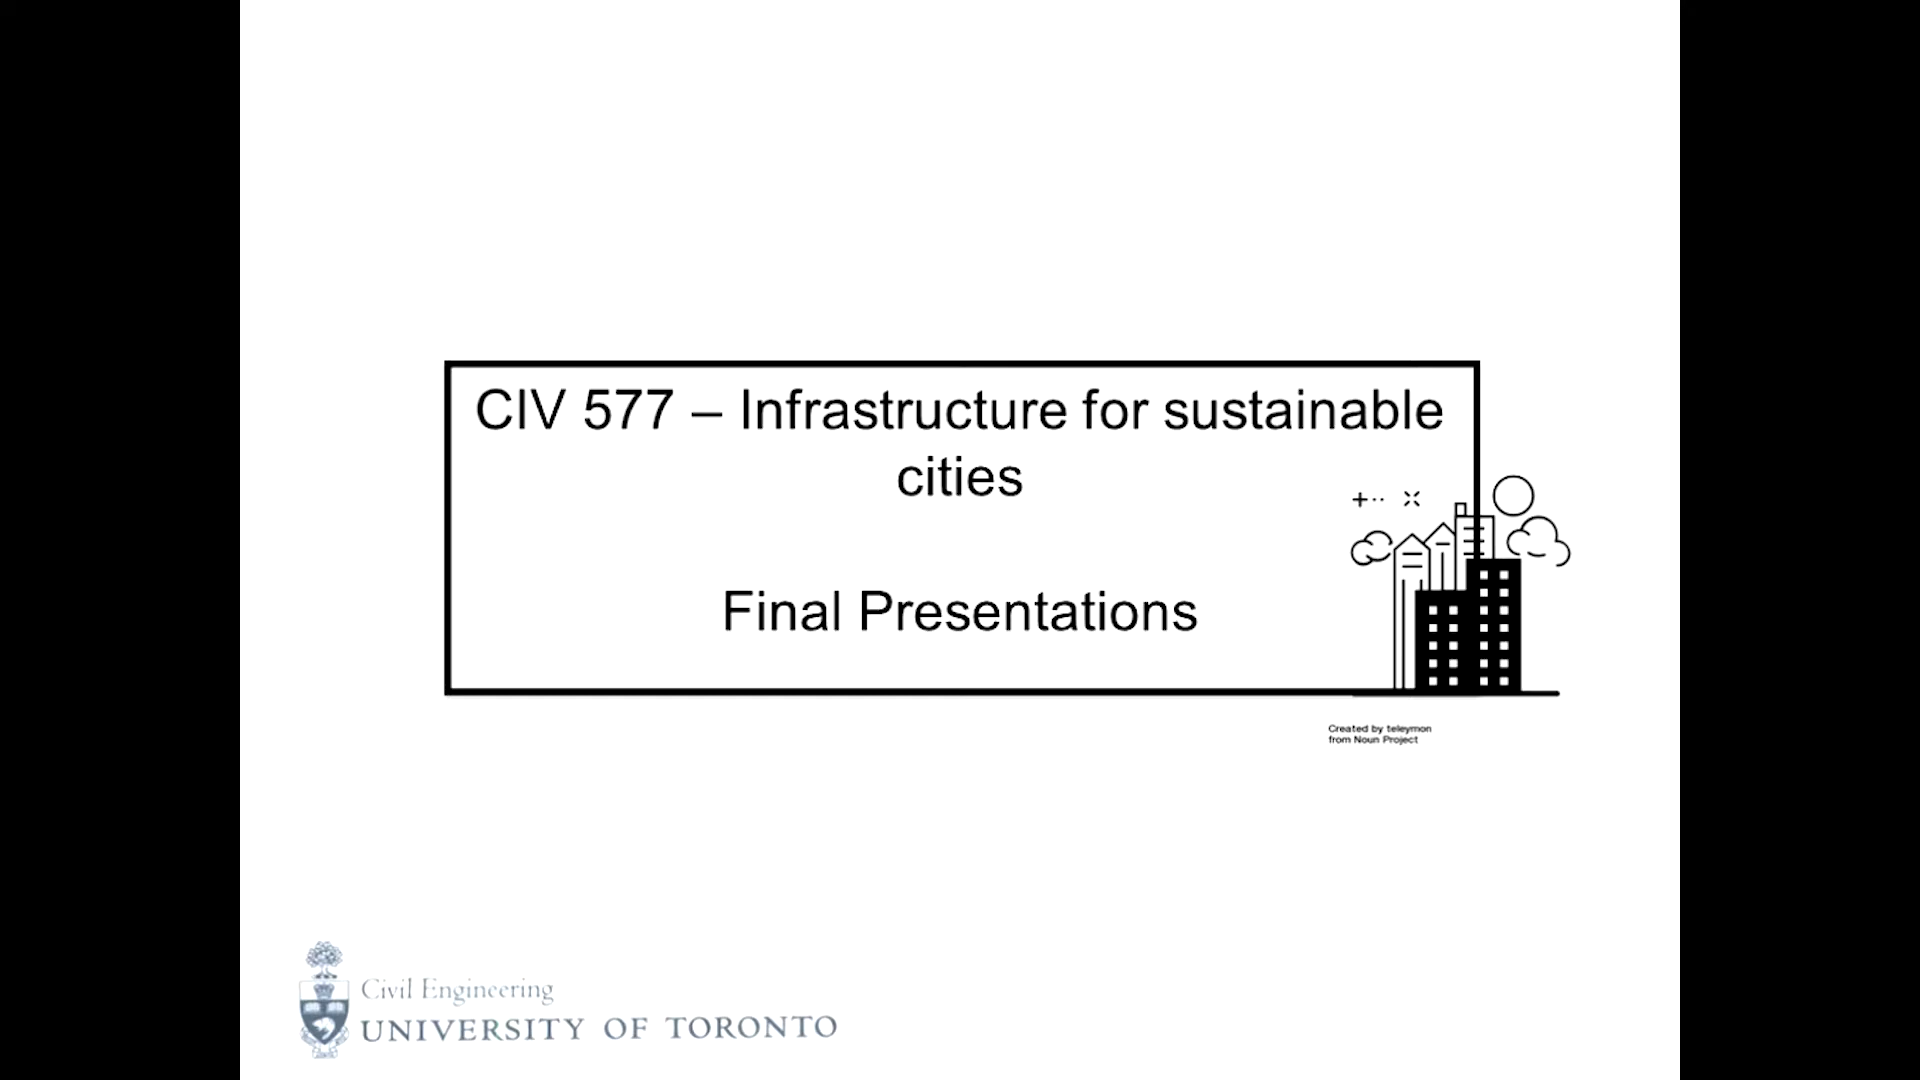 CIV 577 – Infrastructure for sustainable
cities
Final Presentations
Created by teleymon
from Noun Project
Civil Engineering
UNIVERSITY OF TORONTO